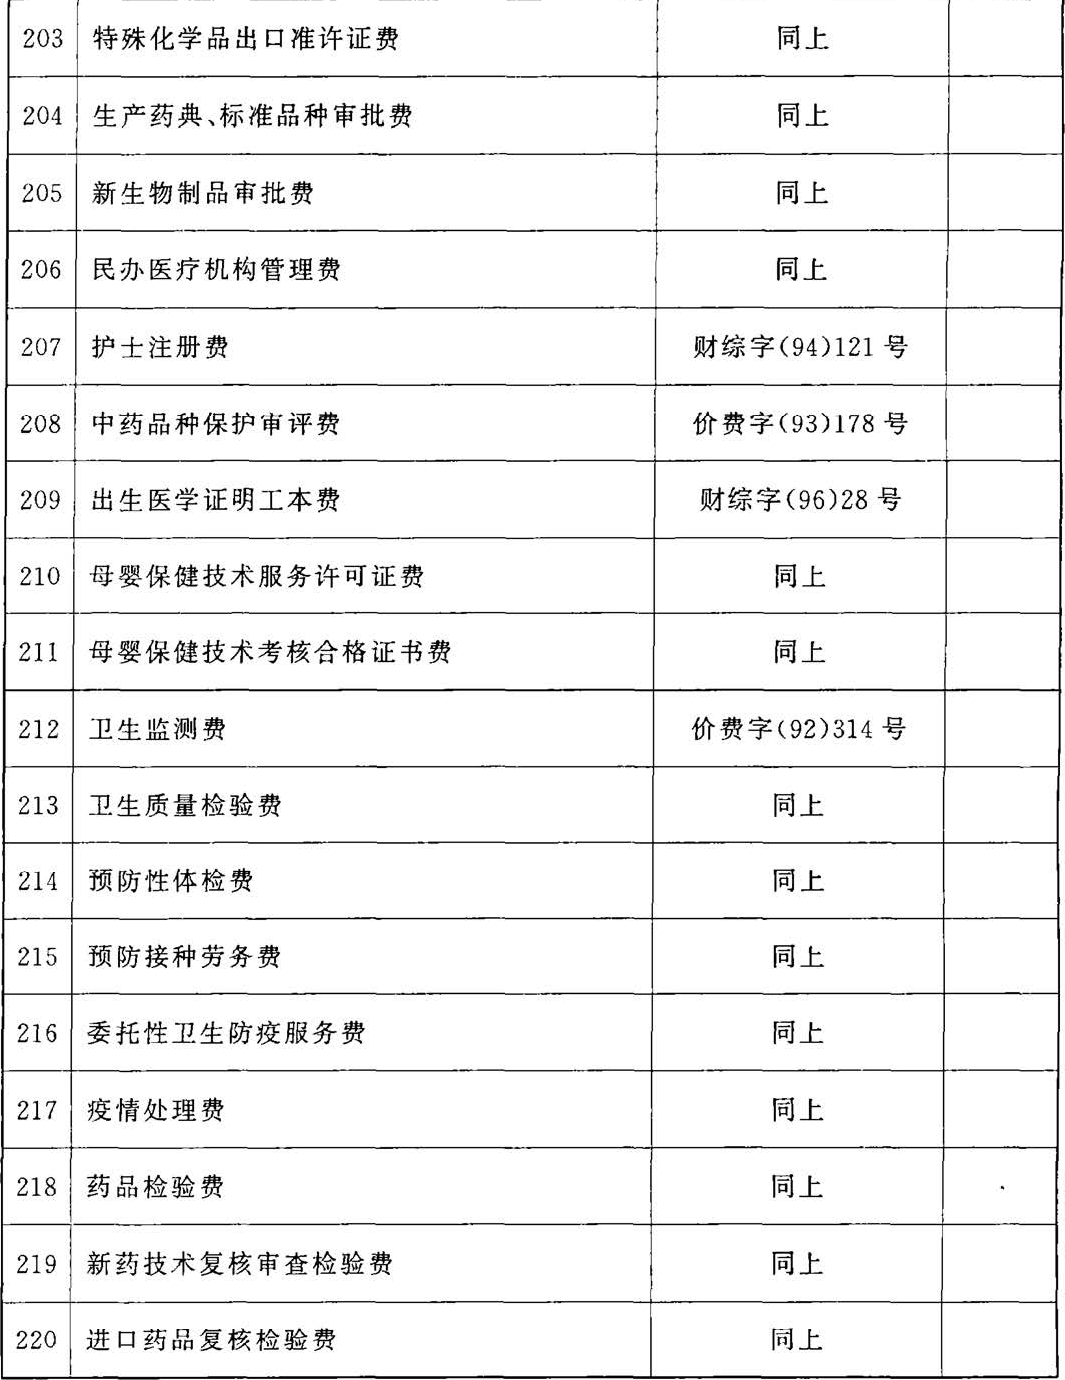 203 特殊化学品出口准许证费 同上
204 生产药典、标准品种审批费 同上
205 新生物制品审批费 同上
206 民办医疗机构管理费 同上
207 护士注册费 财综字(94)121号
208 中药品种保护审评费 价费字(93)178号
209 出生医学证明工本费 财综字(96)28号
210 母婴保健技术服务许可证费 同上
211 母婴保健技术考核合格证书费 同上
212 卫生监测费 价费字(92)314号
213 卫生质量检验费 同上
214 预防性体检费 同上
215 预防接种劳务费 同上
216 委托性卫生防疫服务费 同上
217 疫情处理费 同上
218 药品检验费 同上
219 新药技术复核审查检验费 同上
220 进口药品复核检验费 同上